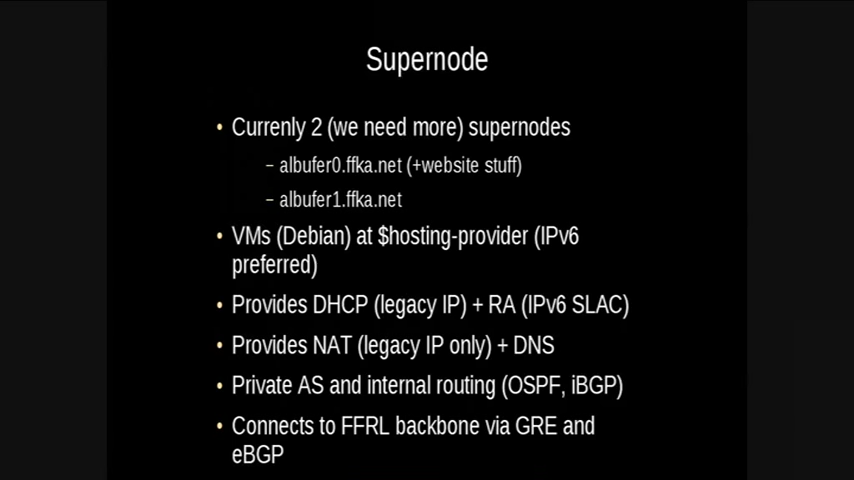 Supernode
• Currenly 2 (we need more) supernodes
– albufer0.ffka.net (+website stuff)
– albufer1.ffka.net
• VMs (Debian) at $hosting-provider (IPv6
preferred)
• Provides DHCP (legacy IP) + RA (IPv6 SLAC)
• Provides NAT (legacy IP only) + DNS
• Private AS and internal routing (OSPF, iBGP)
• Connects to FFRL backbone via GRE and
eBGP